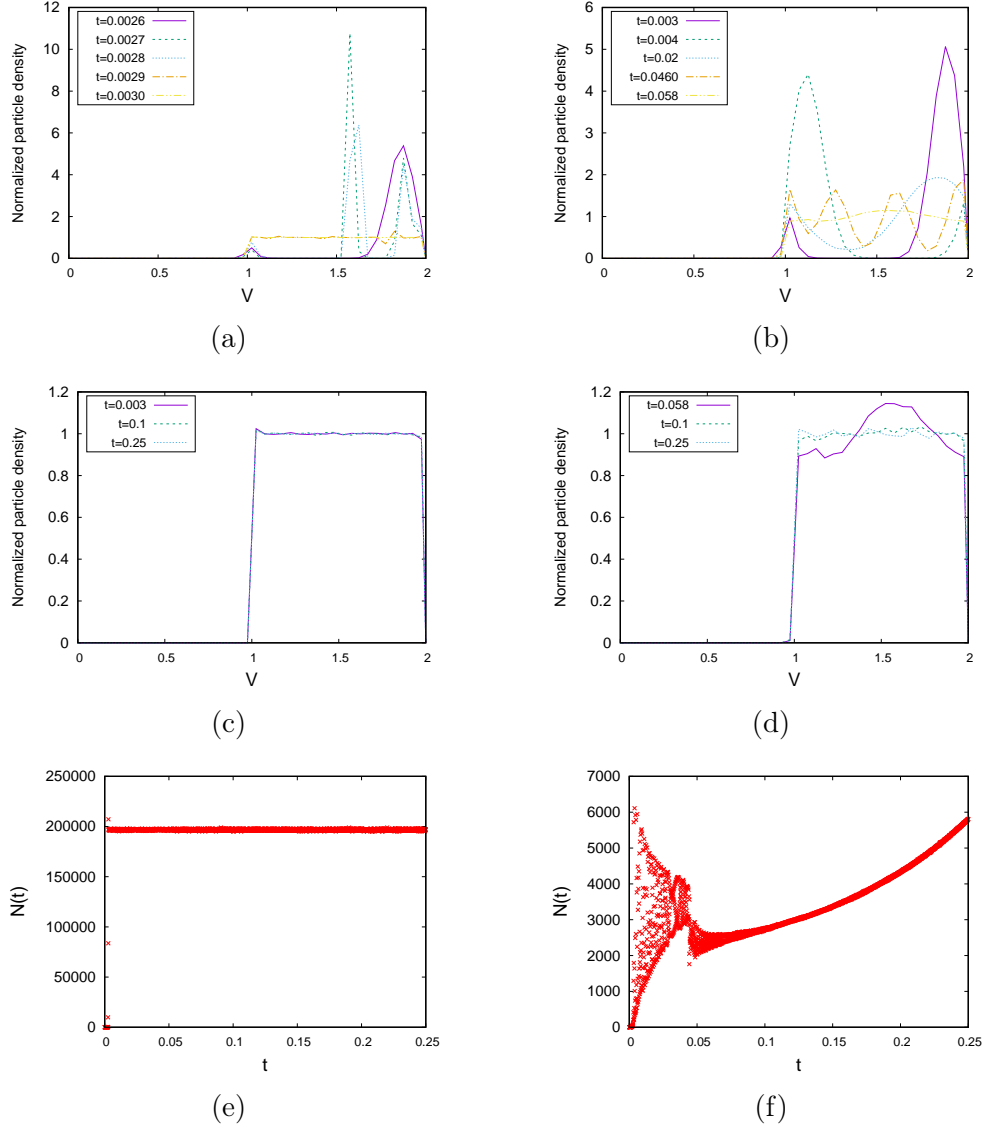 12
10
8
6
4
2
0
Normalized particle density
t=0.0026
t=0.0027
t=0.0028
t=0.0029
t=0.0030
0 0.5 1 1.5 2
V
(a)
6
5
4
3
2
1
0
Normalized particle density
t=0.003
t=0.004
t=0.02
t=0.0460
t=0.058
0 0.5 1 1.5 2
V
(b)
1.2
1
0.8
0.6
0.4
0.2
0
Normalized particle density
t=0.003
t=0.1
t=0.25
0 0.5 1 1.5 2
V
(c)
1.2
1
0.8
0.6
0.4
0.2
0
Normalized particle density
t=0.058
t=0.1
t=0.25
0 0.5 1 1.5 2
V
(d)
250000
200000
150000
100000
50000
0
N(t)
0 0.05 0.1 0.15 0.2 0.25
t
(e)
7000
6000
5000
4000
3000
2000
1000
0
N(t)
0 0.05 0.1 0.15 0.2 0.25
t
(f)